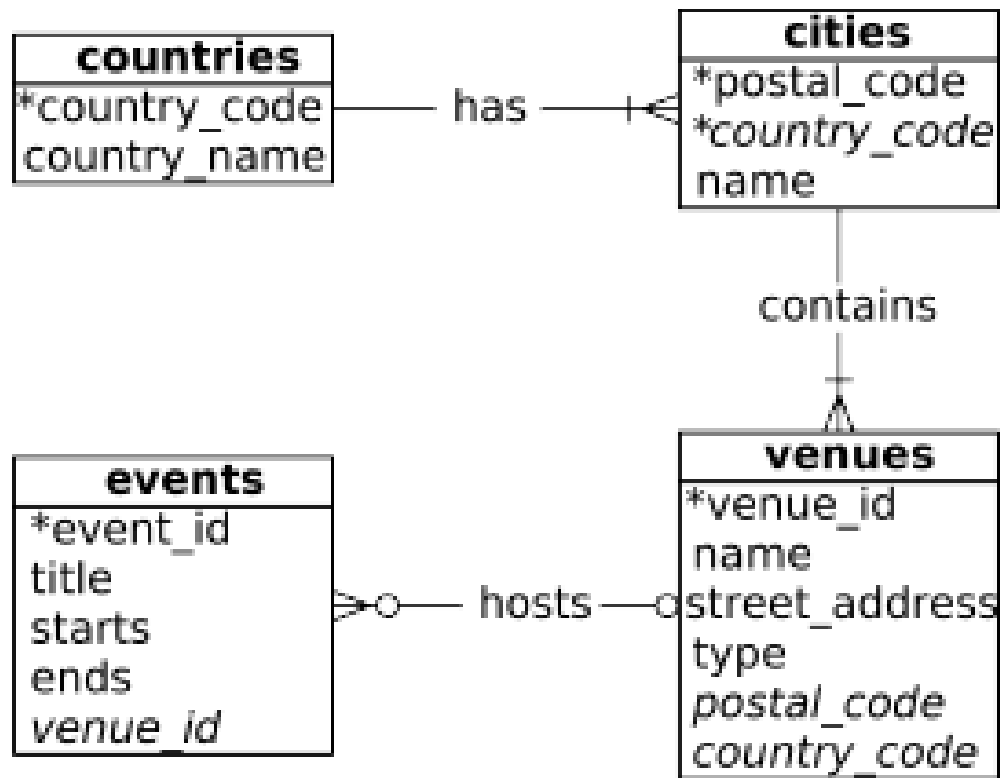 countries
*country_code
country_name
has
cities
*postal_code
*country_code
name
contains
events
*event_id
title
starts
ends
venue_id
hosts
venues
*venue_id
name
street_address
type
postal_code
country_code